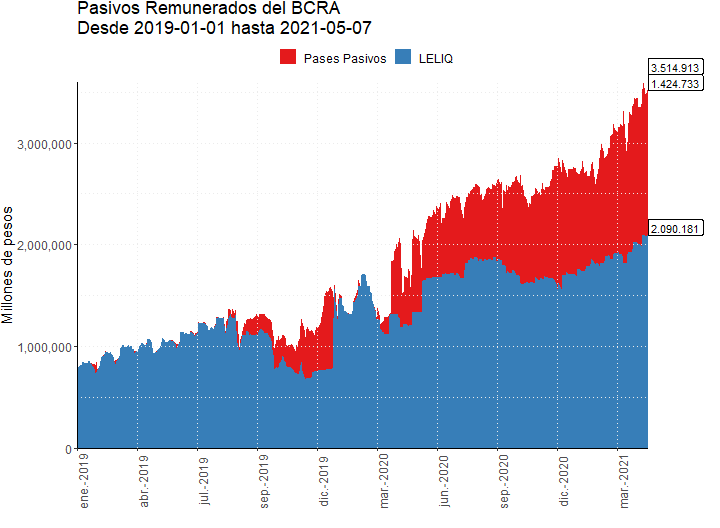 Pasivos Remunerados del BCRA
Desde 2019-01-01 hasta 2021-05-07
Pases Pasivos LELIQ
3.514.913
1.424.733
2.090.181
Millones de pesos
3,000,000
2,000,000
1,000,000
0
ene.-2019
abr.-2019
jul.-2019
sep.-2019
dic.-2019
mar.-2020
jun.-2020
sep.-2020
dic.-2020
mar.-2021